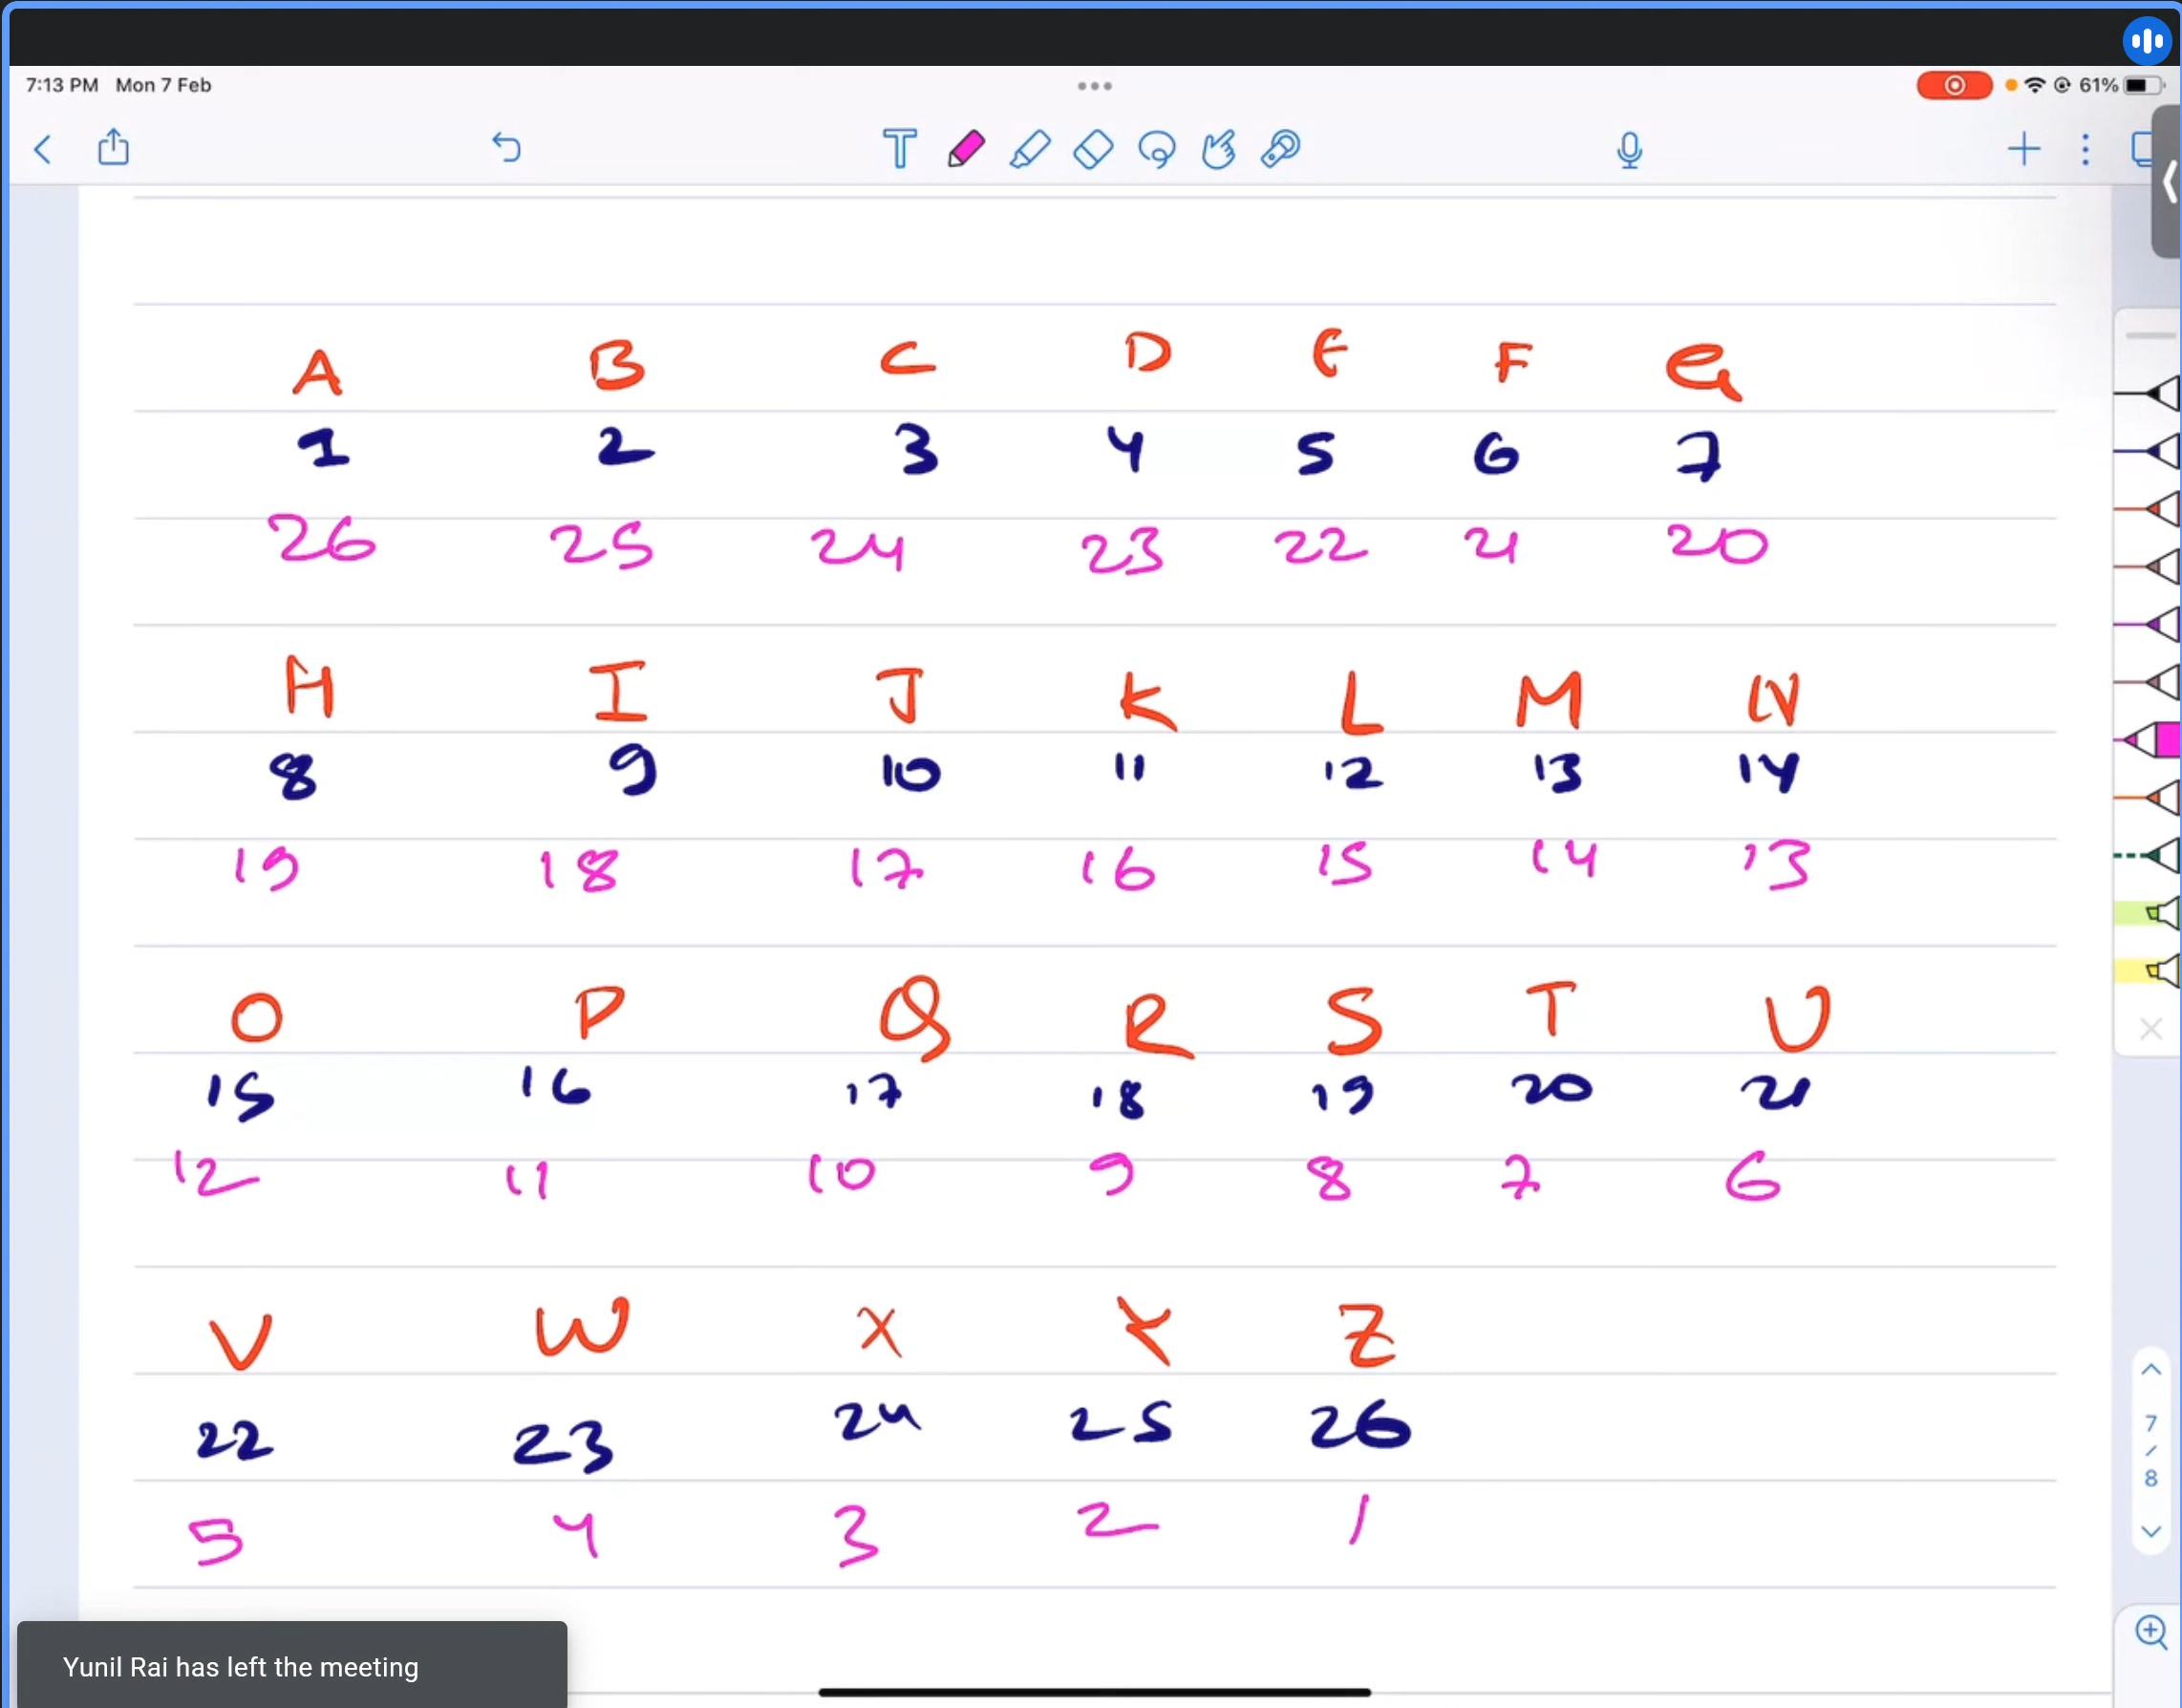 7:13 PM Mon 7 Feb 61%
T
A B C D E F G
1 2 3 4 5 6 7
26 25 24 23 22 21 20
H I J K L M N
8 9 10 11 12 13 14
19 18 17 16 15 14 13
O P Q R S T U
15 16 17 18 19 20 21
12 11 10 9 8 7 6
V W X Y Z
22 23 24 25 26
5 4 3 2 1
7
/
8
Yunil Rai has left the meeting